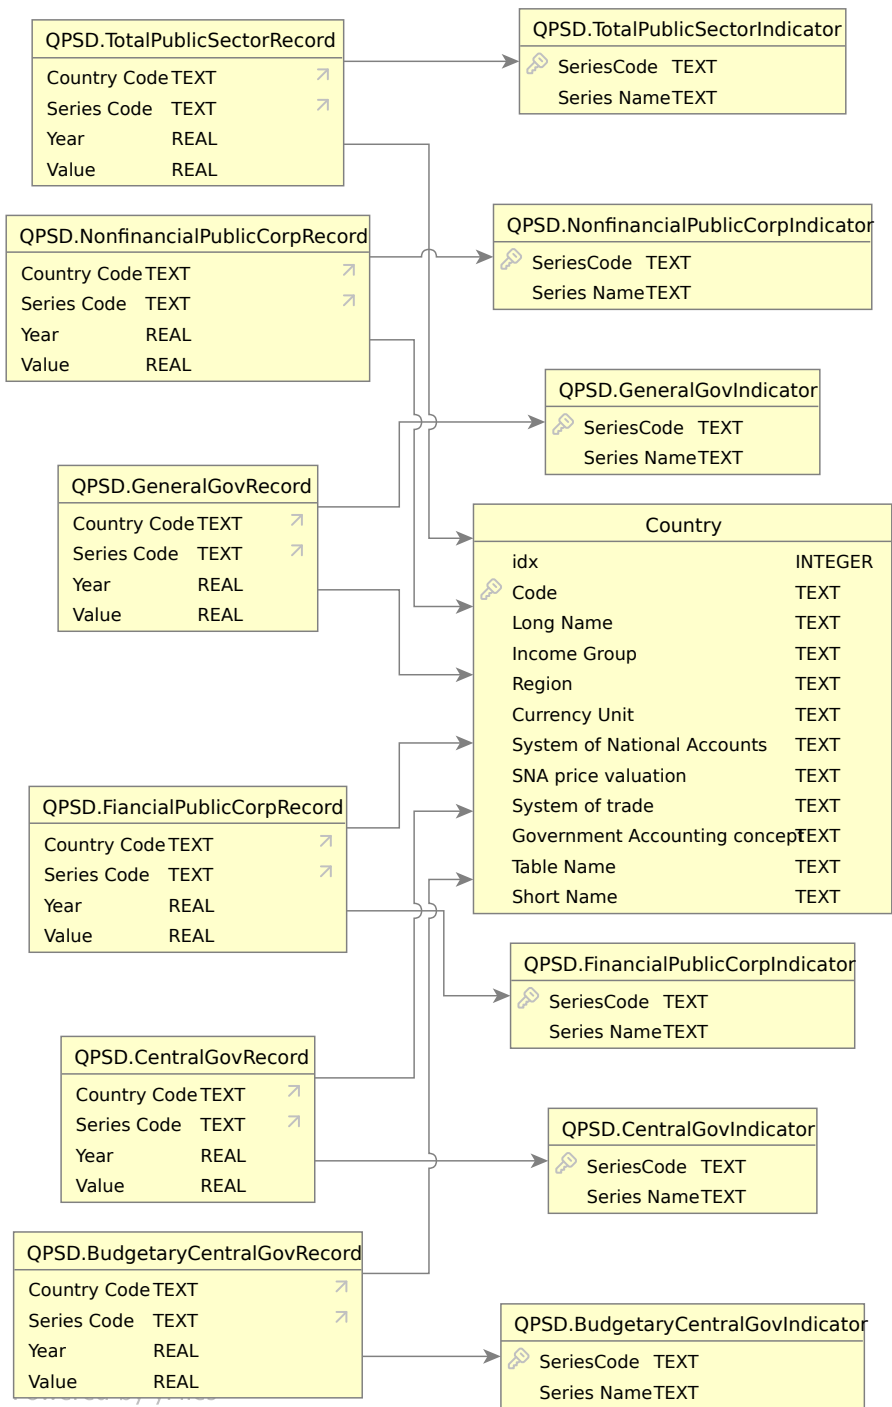 QPSD.TotalPublicSectorRecord
Country Code TEXT
Series Code TEXT
Year REAL
Value REAL
QPSD.TotalPublicSectorIndicator
SeriesCode TEXT
Series Name TEXT
QPSD.NonfinancialPublicCorpRecord
Country Code TEXT
Series Code TEXT
Year REAL
Value REAL
QPSD.NonfinancialPublicCorpIndicator
SeriesCode TEXT
Series Name TEXT
QPSD.GeneralGovIndicator
SeriesCode TEXT
Series Name TEXT
QPSD.GeneralGovRecord
Country Code TEXT
Series Code TEXT
Year REAL
Value REAL
Country
idx INTEGER
Code TEXT
Long Name TEXT
Income Group TEXT
Region TEXT
Currency Unit TEXT
System of National Accounts TEXT
SNA price valuation TEXT
System of trade TEXT
Government Accounting concept TEXT
Table Name TEXT
Short Name TEXT
QPSD.FiancialPublicCorpRecord
Country Code TEXT
Series Code TEXT
Year REAL
Value REAL
QPSD.FinancialPublicCorpIndicator
SeriesCode TEXT
Series Name TEXT
QPSD.CentralGovRecord
Country Code TEXT
Series Code TEXT
Year REAL
Value REAL
QPSD.CentralGovIndicator
SeriesCode TEXT
Series Name TEXT
QPSD.BudgetaryCentralGovRecord
Country Code TEXT
Series Code TEXT
Year REAL
Value REAL
QPSD.BudgetaryCentralGovIndicator
SeriesCode TEXT
Series Name TEXT